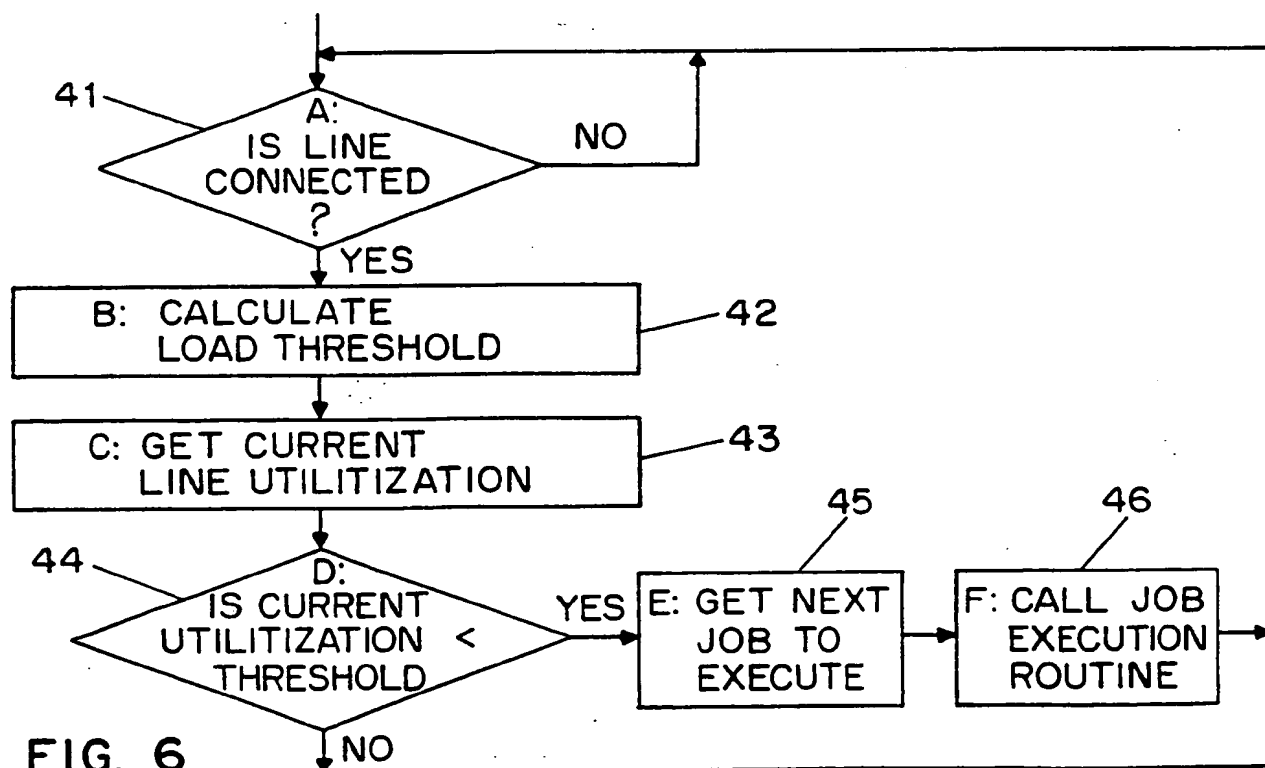 41
A:
IS LINE
CONNECTED
?
NO
YES
B: CALCULATE
LOAD THRESHOLD
42
C: GET CURRENT
LINE UTILITIZATION
43
44
D:
IS CURRENT
UTILITIZATION <
THRESHOLD
YES
45
E: GET NEXT
JOB TO
EXECUTE
46
F: CALL JOB
EXECUTION
ROUTINE
NO
FIG. 6